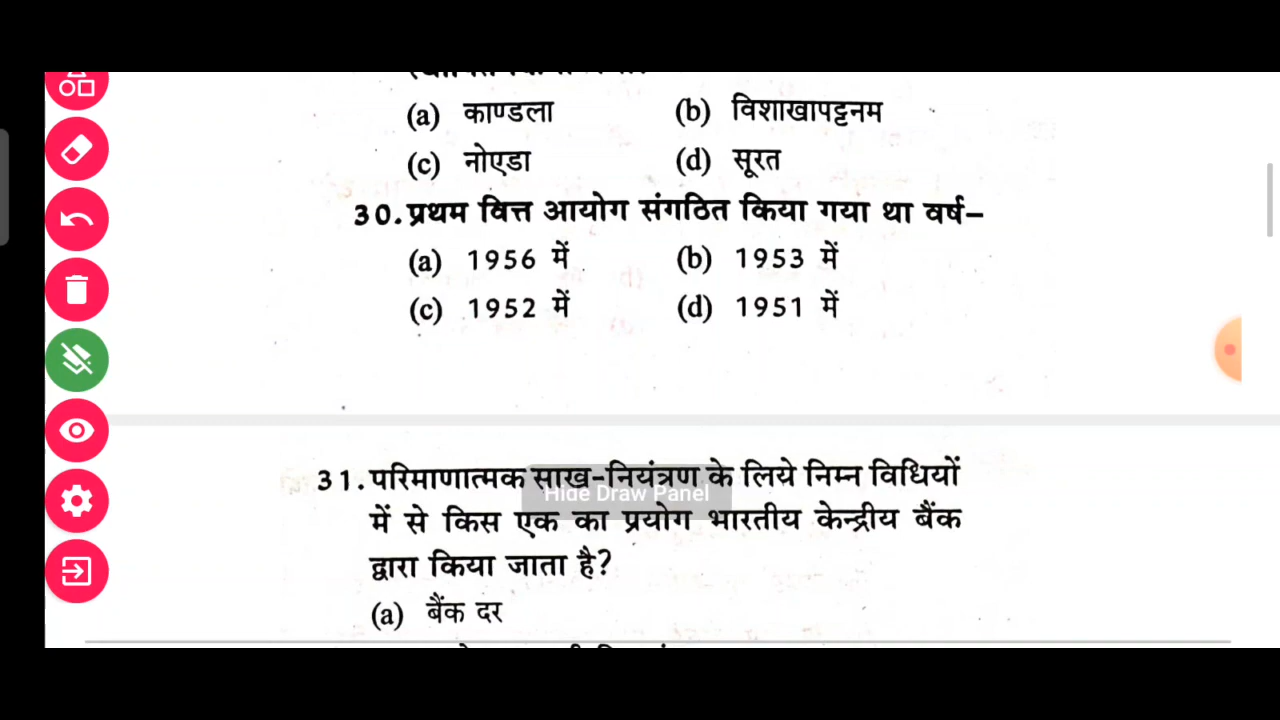 (a) काण्डला (b) विशाखापट्टनम
(c) नोएडा (d) सूरत
30. प्रथम वित्त आयोग संगठित किया गया था वर्ष–
(a) 1956 में (b) 1953 में
(c) 1952 में (d) 1951 में
31. परिमाणात्मक साख-नियंत्रण के लिये निम्न विधियों
Hide Draw Panel
में से किस एक का प्रयोग भारतीय केन्द्रीय बैंक
द्वारा किया जाता है?
(a) बैंक दर